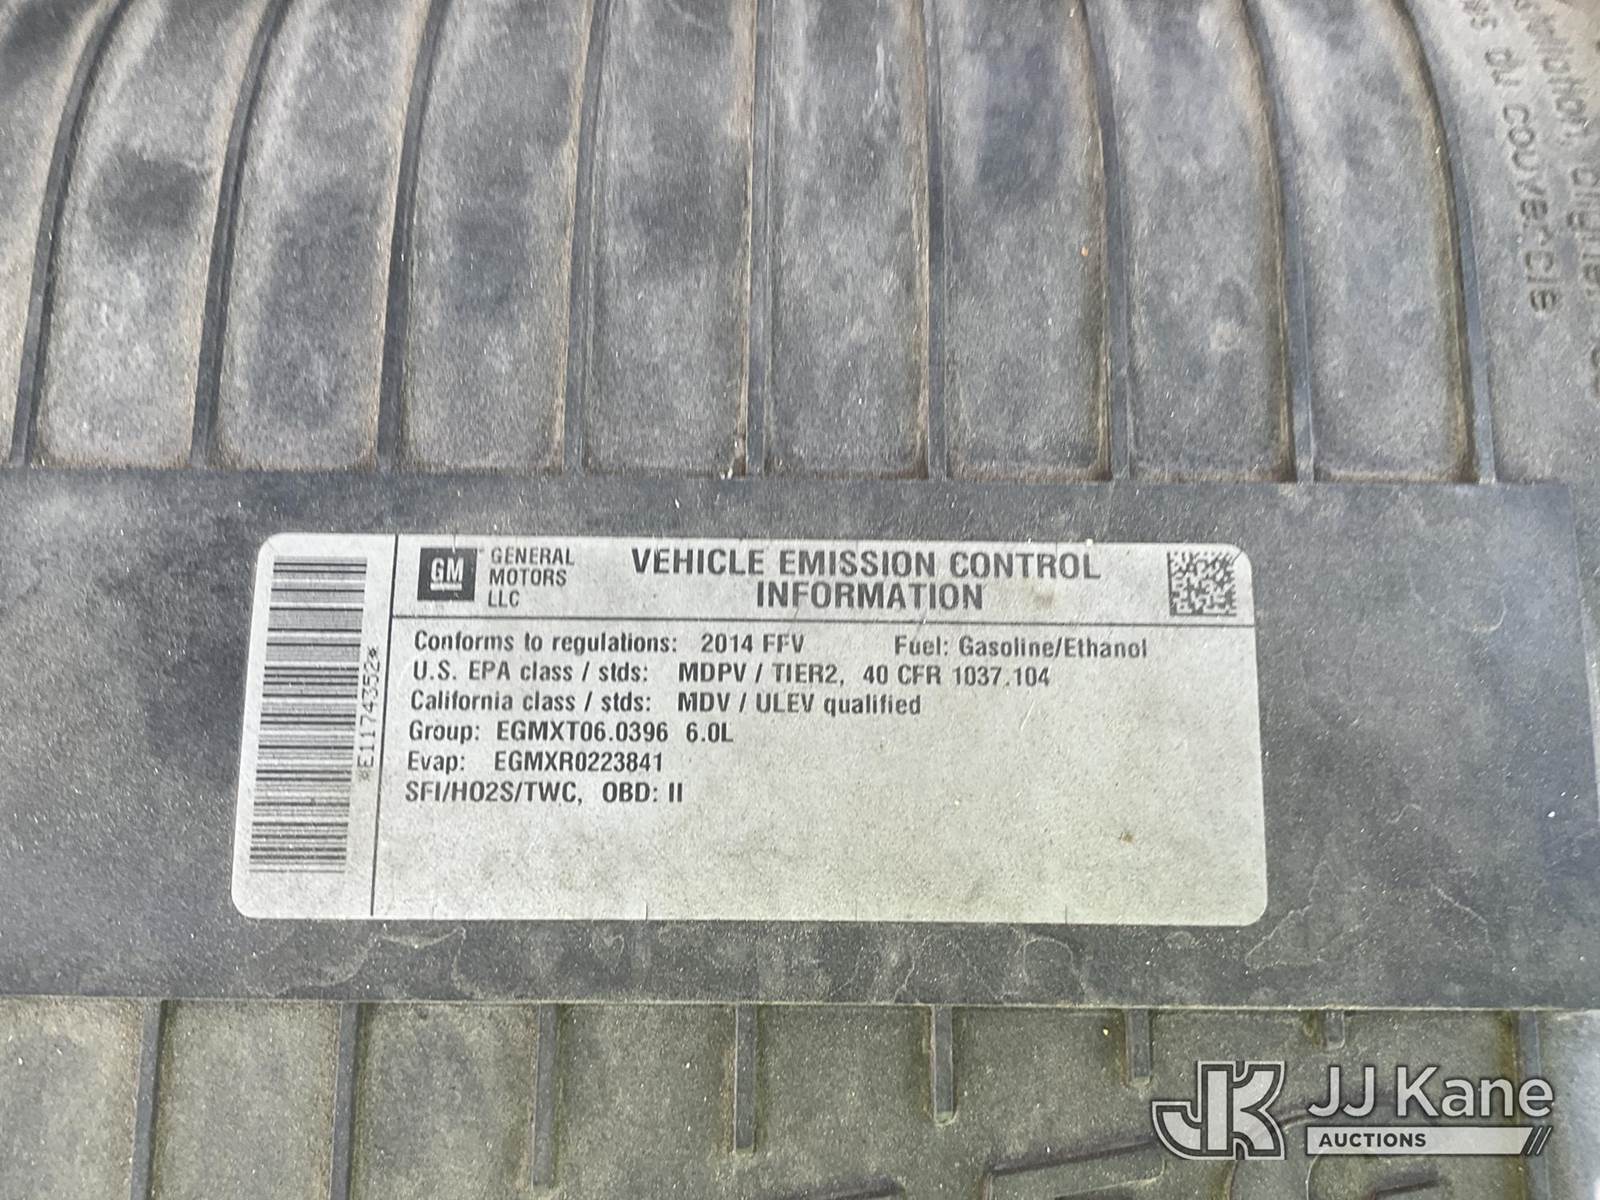 GM GENERAL MOTORS LLC
VEHICLE EMISSION CONTROL
INFORMATION
Conforms to regulations: 2014 FFV Fuel: Gasoline/Ethanol
U.S. EPA class / stds: MDPV / TIER2, 40 CFR 1037.104
California class / stds: MDV / ULEV qualified
Group: EGMXT06.0396 6.0L
Evap: EGMXR0223841
SFI/HO2S/TWC, OBD: II
*E11174352*
JK JJ Kane
AUCTIONS